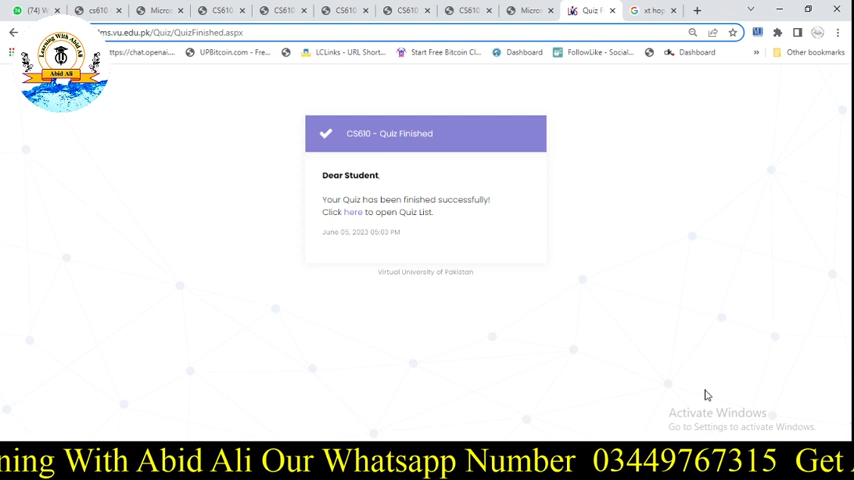 (74) W
cs610
Micros
CS610
CS610
CS610
CS610
CS610
Micros
Quiz F
xt hop
ms.vu.edu.pk/Quiz/QuizFinished.aspx
https://chat.openai....
UPBitcoin.com - Fre...
LCLinks - URL Short...
Start Free Bitcoin Cl...
Dashboard
FollowLike - Social...
Dashboard
»
Other bookmarks
Learning With Abid Ali
Abid Ali
CS610 - Quiz Finished
Dear Student,
Your Quiz has been finished successfully!
Click here to open Quiz List.
June 05, 2023 05:03 PM
Virtual University of Pakistan
Activate Windows
Go to Settings to activate Windows.
ning With Abid Ali Our Whatsapp Number 03449767315 Get A